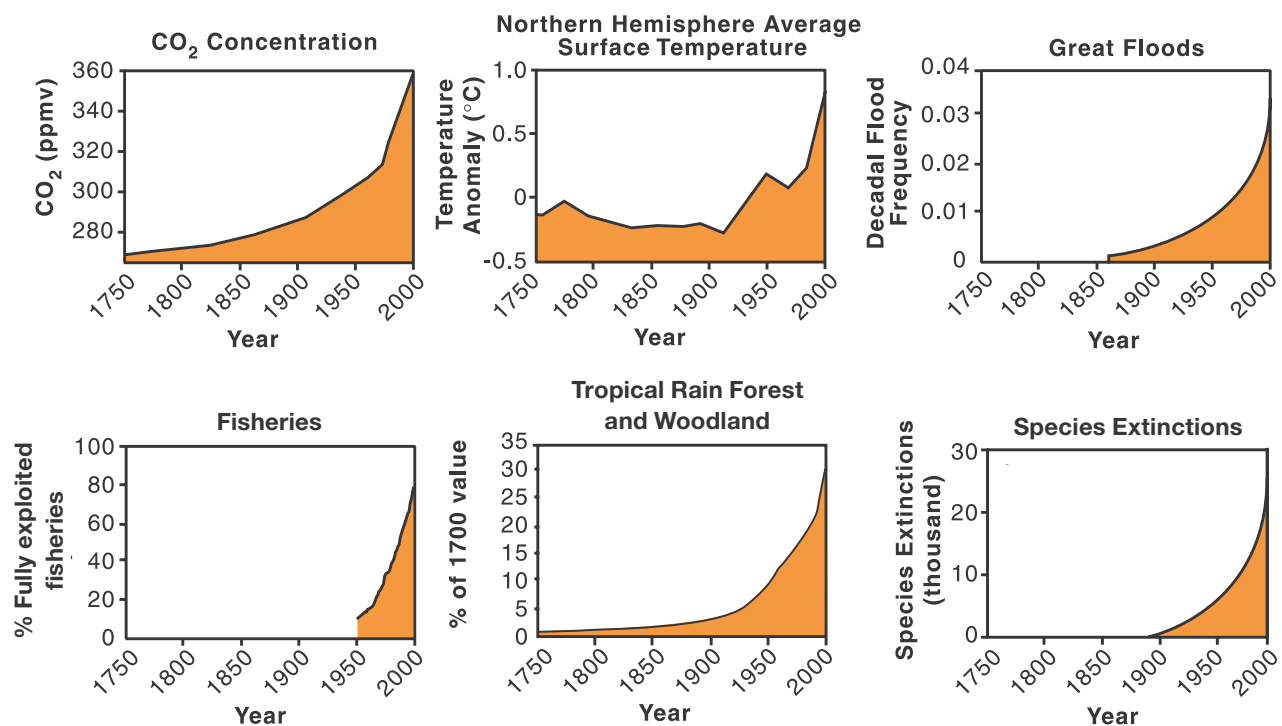 CO2 Concentration
CO2 (ppmv)
360
340
320
300
280
1750
1800
1850
1900
1950
2000
Year
Northern Hemisphere Average
Surface Temperature
Temperature
Anomaly (°C)
1.0
0.5
0
-0.5
1750
1800
1850
1900
1950
2000
Year
Great Floods
Decadal Flood
Frequency
0.04
0.03
0.02
0.01
0
1750
1800
1850
1900
1950
2000
Year
Fisheries
% Fully exploited
fisheries
100
80
60
40
20
0
1750
1800
1850
1900
1950
2000
Year
Tropical Rain Forest
and Woodland
% of 1700 value
35
30
25
20
15
10
5
0
1750
1800
1850
1900
1950
2000
Year
Species Extinctions
Species Extinctions
(thousand)
30
20
10
0
1750
1800
1850
1900
1950
2000
Year